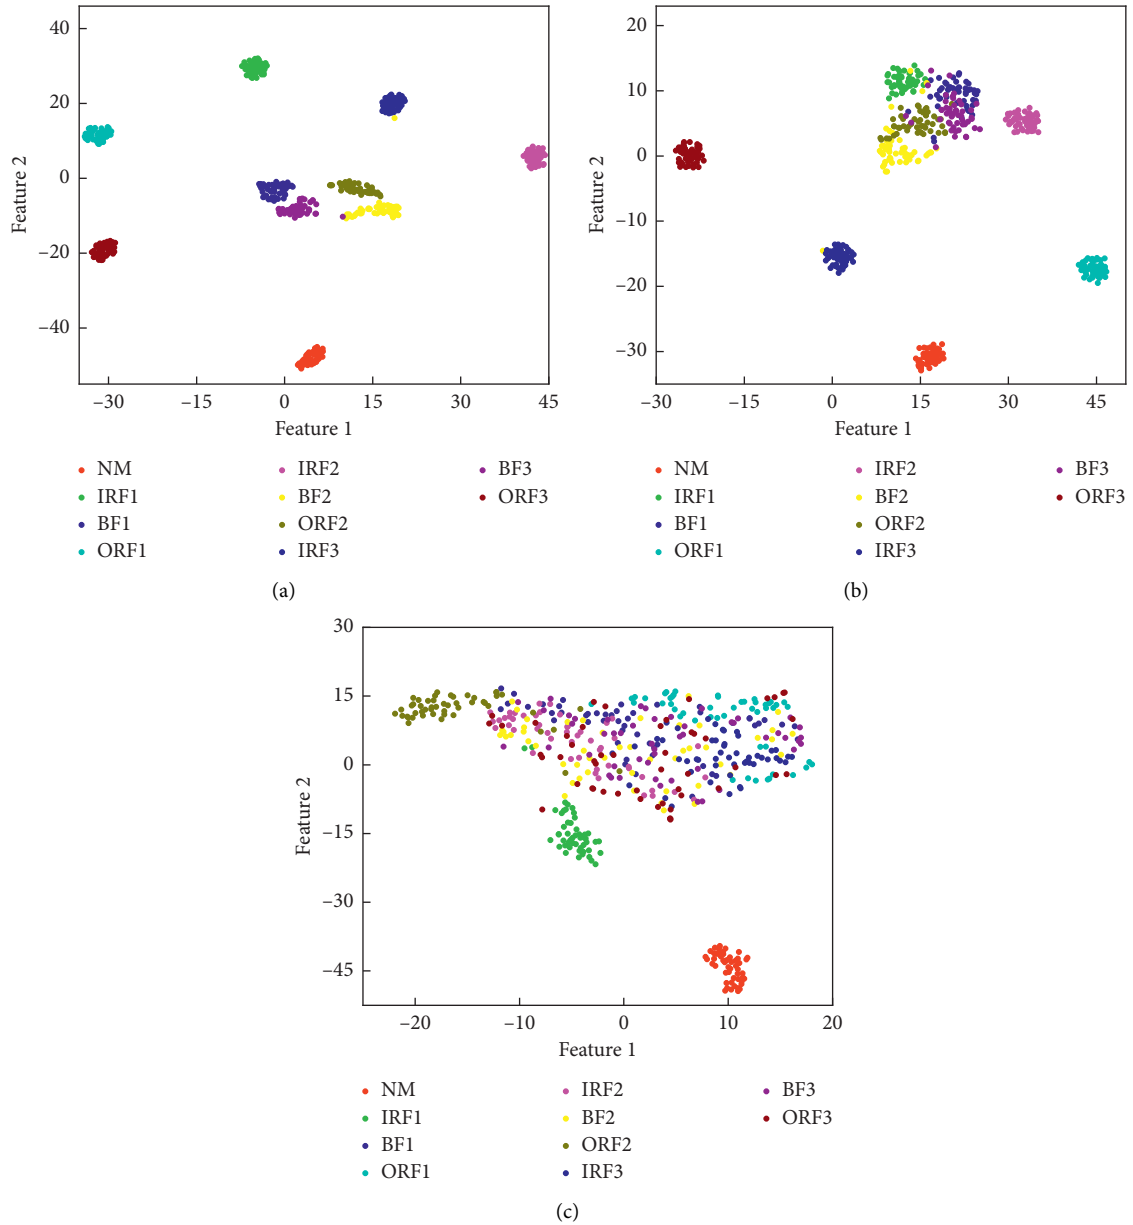 40
20
0
−20
−40
Feature 2
−30 −15 0 15 30 45
Feature 1
NM IRF2 BF3
IRF1 BF2 ORF3
BF1 ORF2
ORF1 IRF3
(a)
20
10
0
−10
−20
−30
Feature 2
−30 −15 0 15 30 45
Feature 1
NM IRF2 BF3
IRF1 BF2 ORF3
BF1 ORF2
ORF1 IRF3
(b)
30
15
0
−15
−30
−45
Feature 2
−20 −10 0 10 20
Feature 1
NM IRF2 BF3
IRF1 BF2 ORF3
BF1 ORF2
ORF1 IRF3
(c)